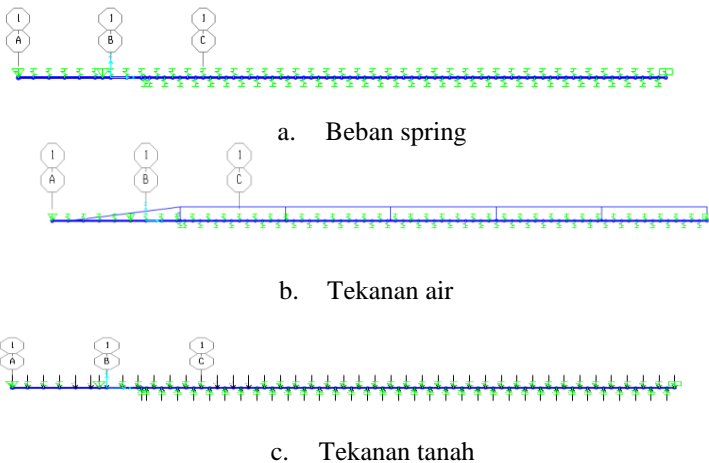 1 1 1
A B C
a. Beban spring
1 1 1
A B C
b. Tekanan air
1 1 1
A B C
c. Tekanan tanah